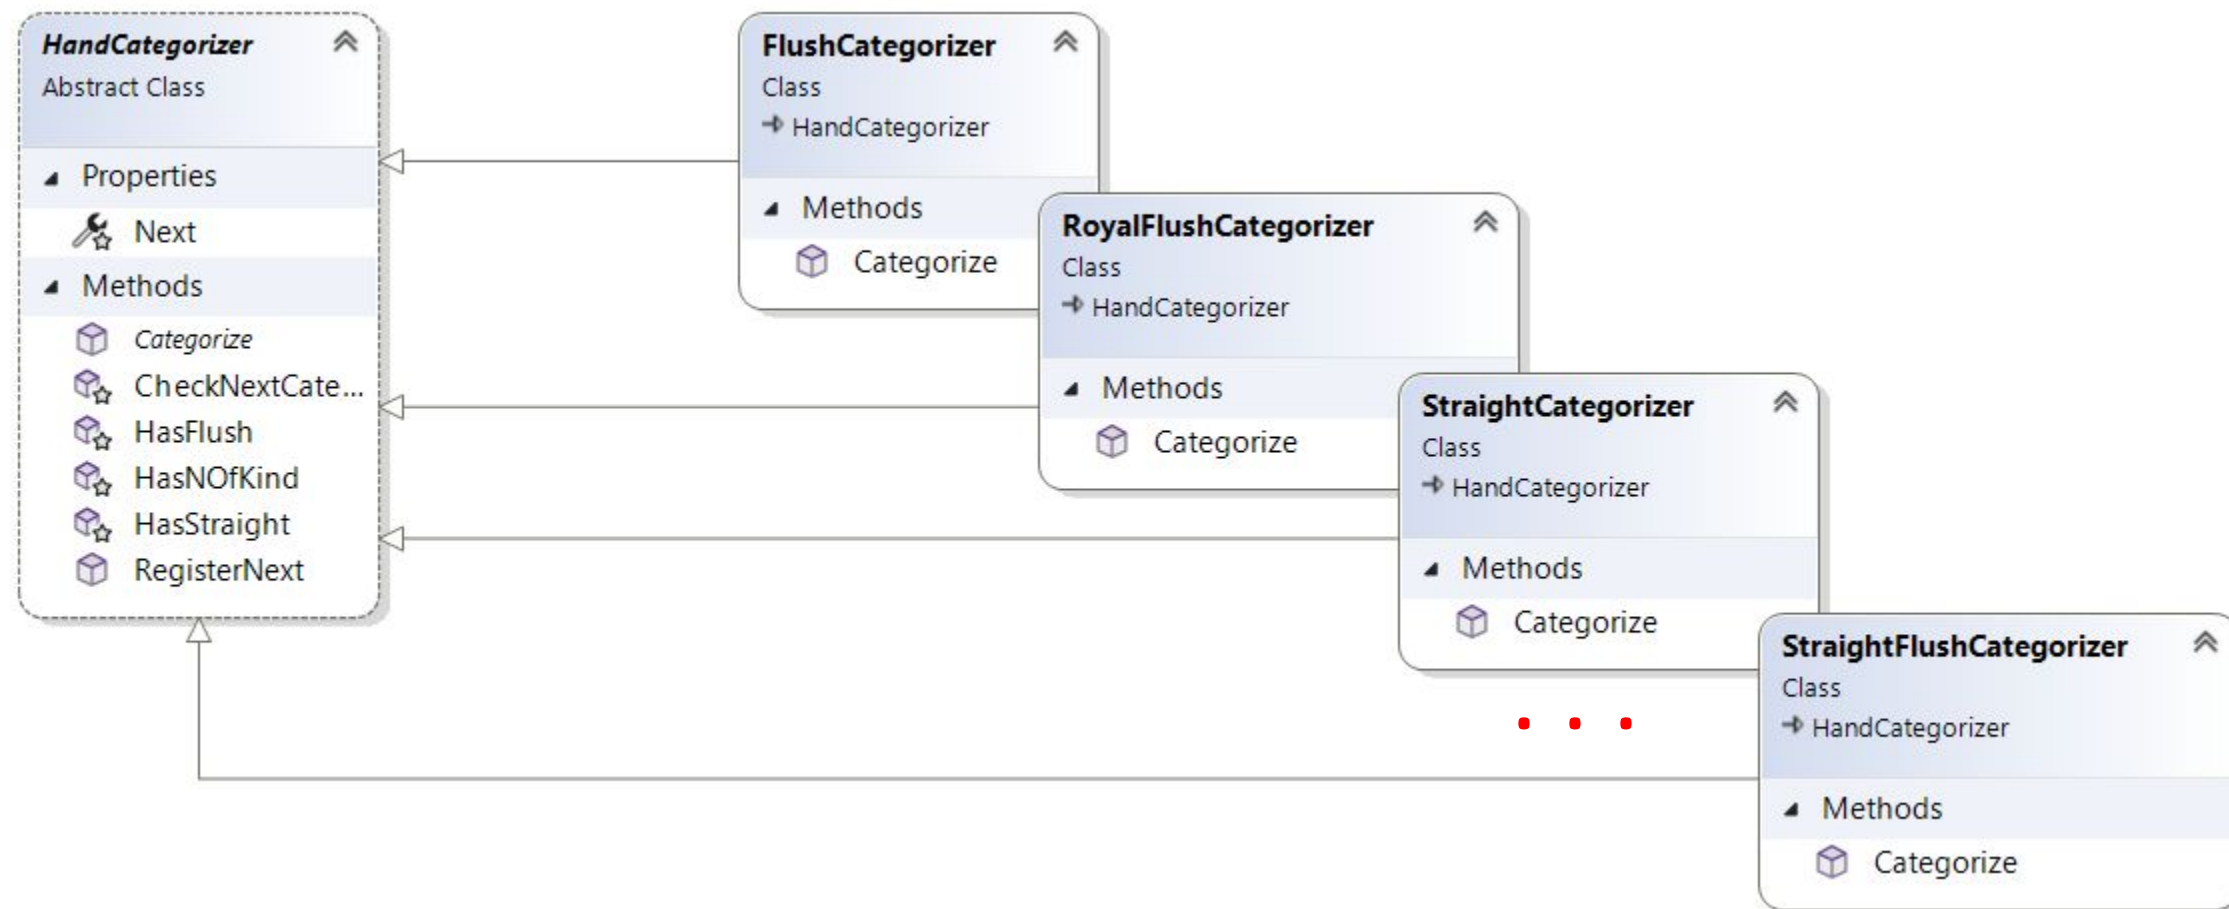 HandCategorizer
Abstract Class
Properties
Next
Methods
Categorize
CheckNextCate...
HasFlush
HasNOfKind
HasStraight
RegisterNext
FlushCategorizer
Class
HandCategorizer
Methods
Categorize
RoyalFlushCategorizer
Class
HandCategorizer
Methods
Categorize
StraightCategorizer
Class
HandCategorizer
Methods
Categorize
. . .
StraightFlushCategorizer
Class
HandCategorizer
Methods
Categorize